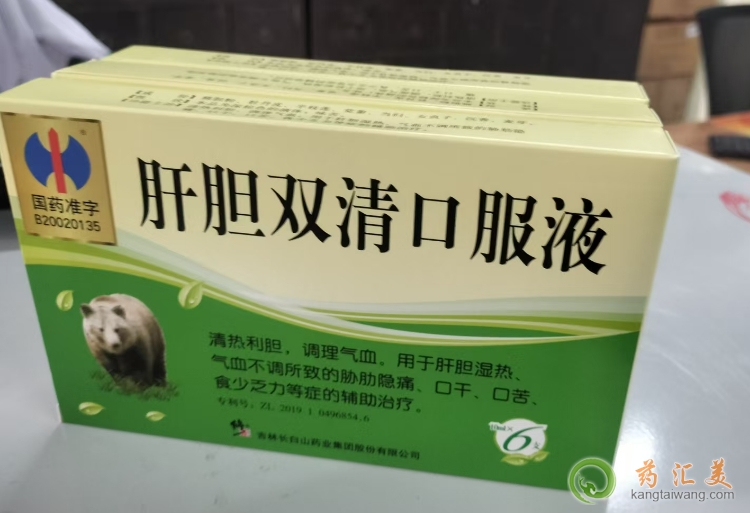 国药准字
B20020135
肝胆双清口服液
清热利胆，调理气血。用于肝胆湿热、
气血不调所致的胁肋隐痛、口干、口苦、
食少乏力等症的辅助治疗。
专利号：ZL 2019 1 0496854.6
10ml×
6支
吉林长白山药业集团股份有限公司
药汇美
kangtaiwang.com